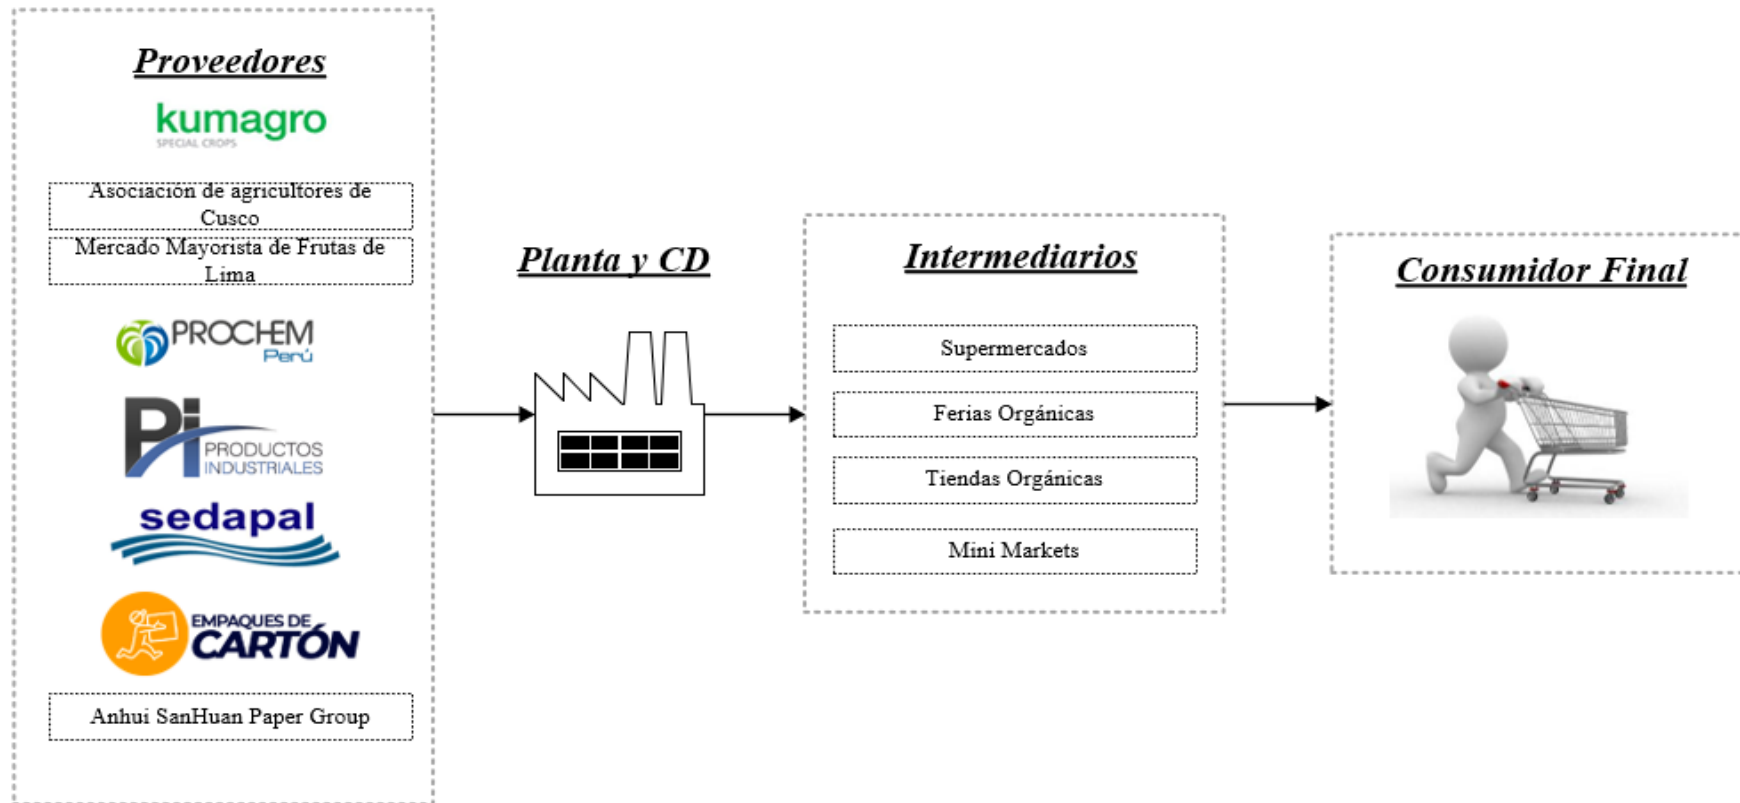 Proveedores
kumagro
SPECIAL CROPS
Asociación de agricultores de
Cusco
Mercado Mayorista de Frutas de
Lima
PROCHEM
Perú
Pi PRODUCTOS
INDUSTRIALES
sedapal
EMPAQUES DE
CARTÓN
Anhui SanHuan Paper Group
Planta y CD
Intermediarios
Supermercados
Ferias Orgánicas
Tiendas Orgánicas
Mini Markets
Consumidor Final